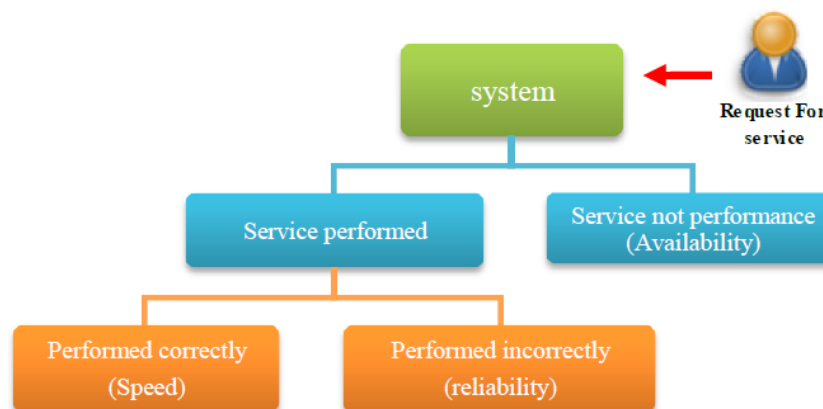 system
Request For
service
Service performed
Service not performance
(Availability)
Performed correctly
(Speed)
Performed incorrectly
(reliability)